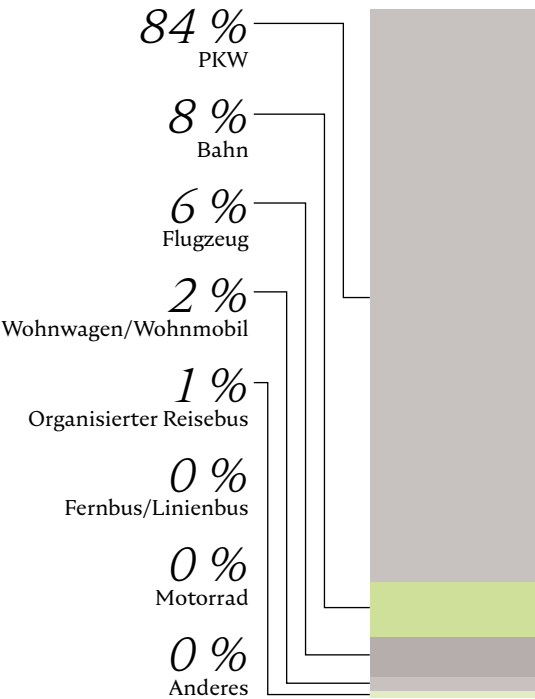 84 %
PKW
8 %
Bahn
6 %
Flugzeug
2 %
Wohnwagen/Wohnmobil
1 %
Organisierter Reisebus
0 %
Fernbus/Linienbus
0 %
Motorrad
0 %
Anderes